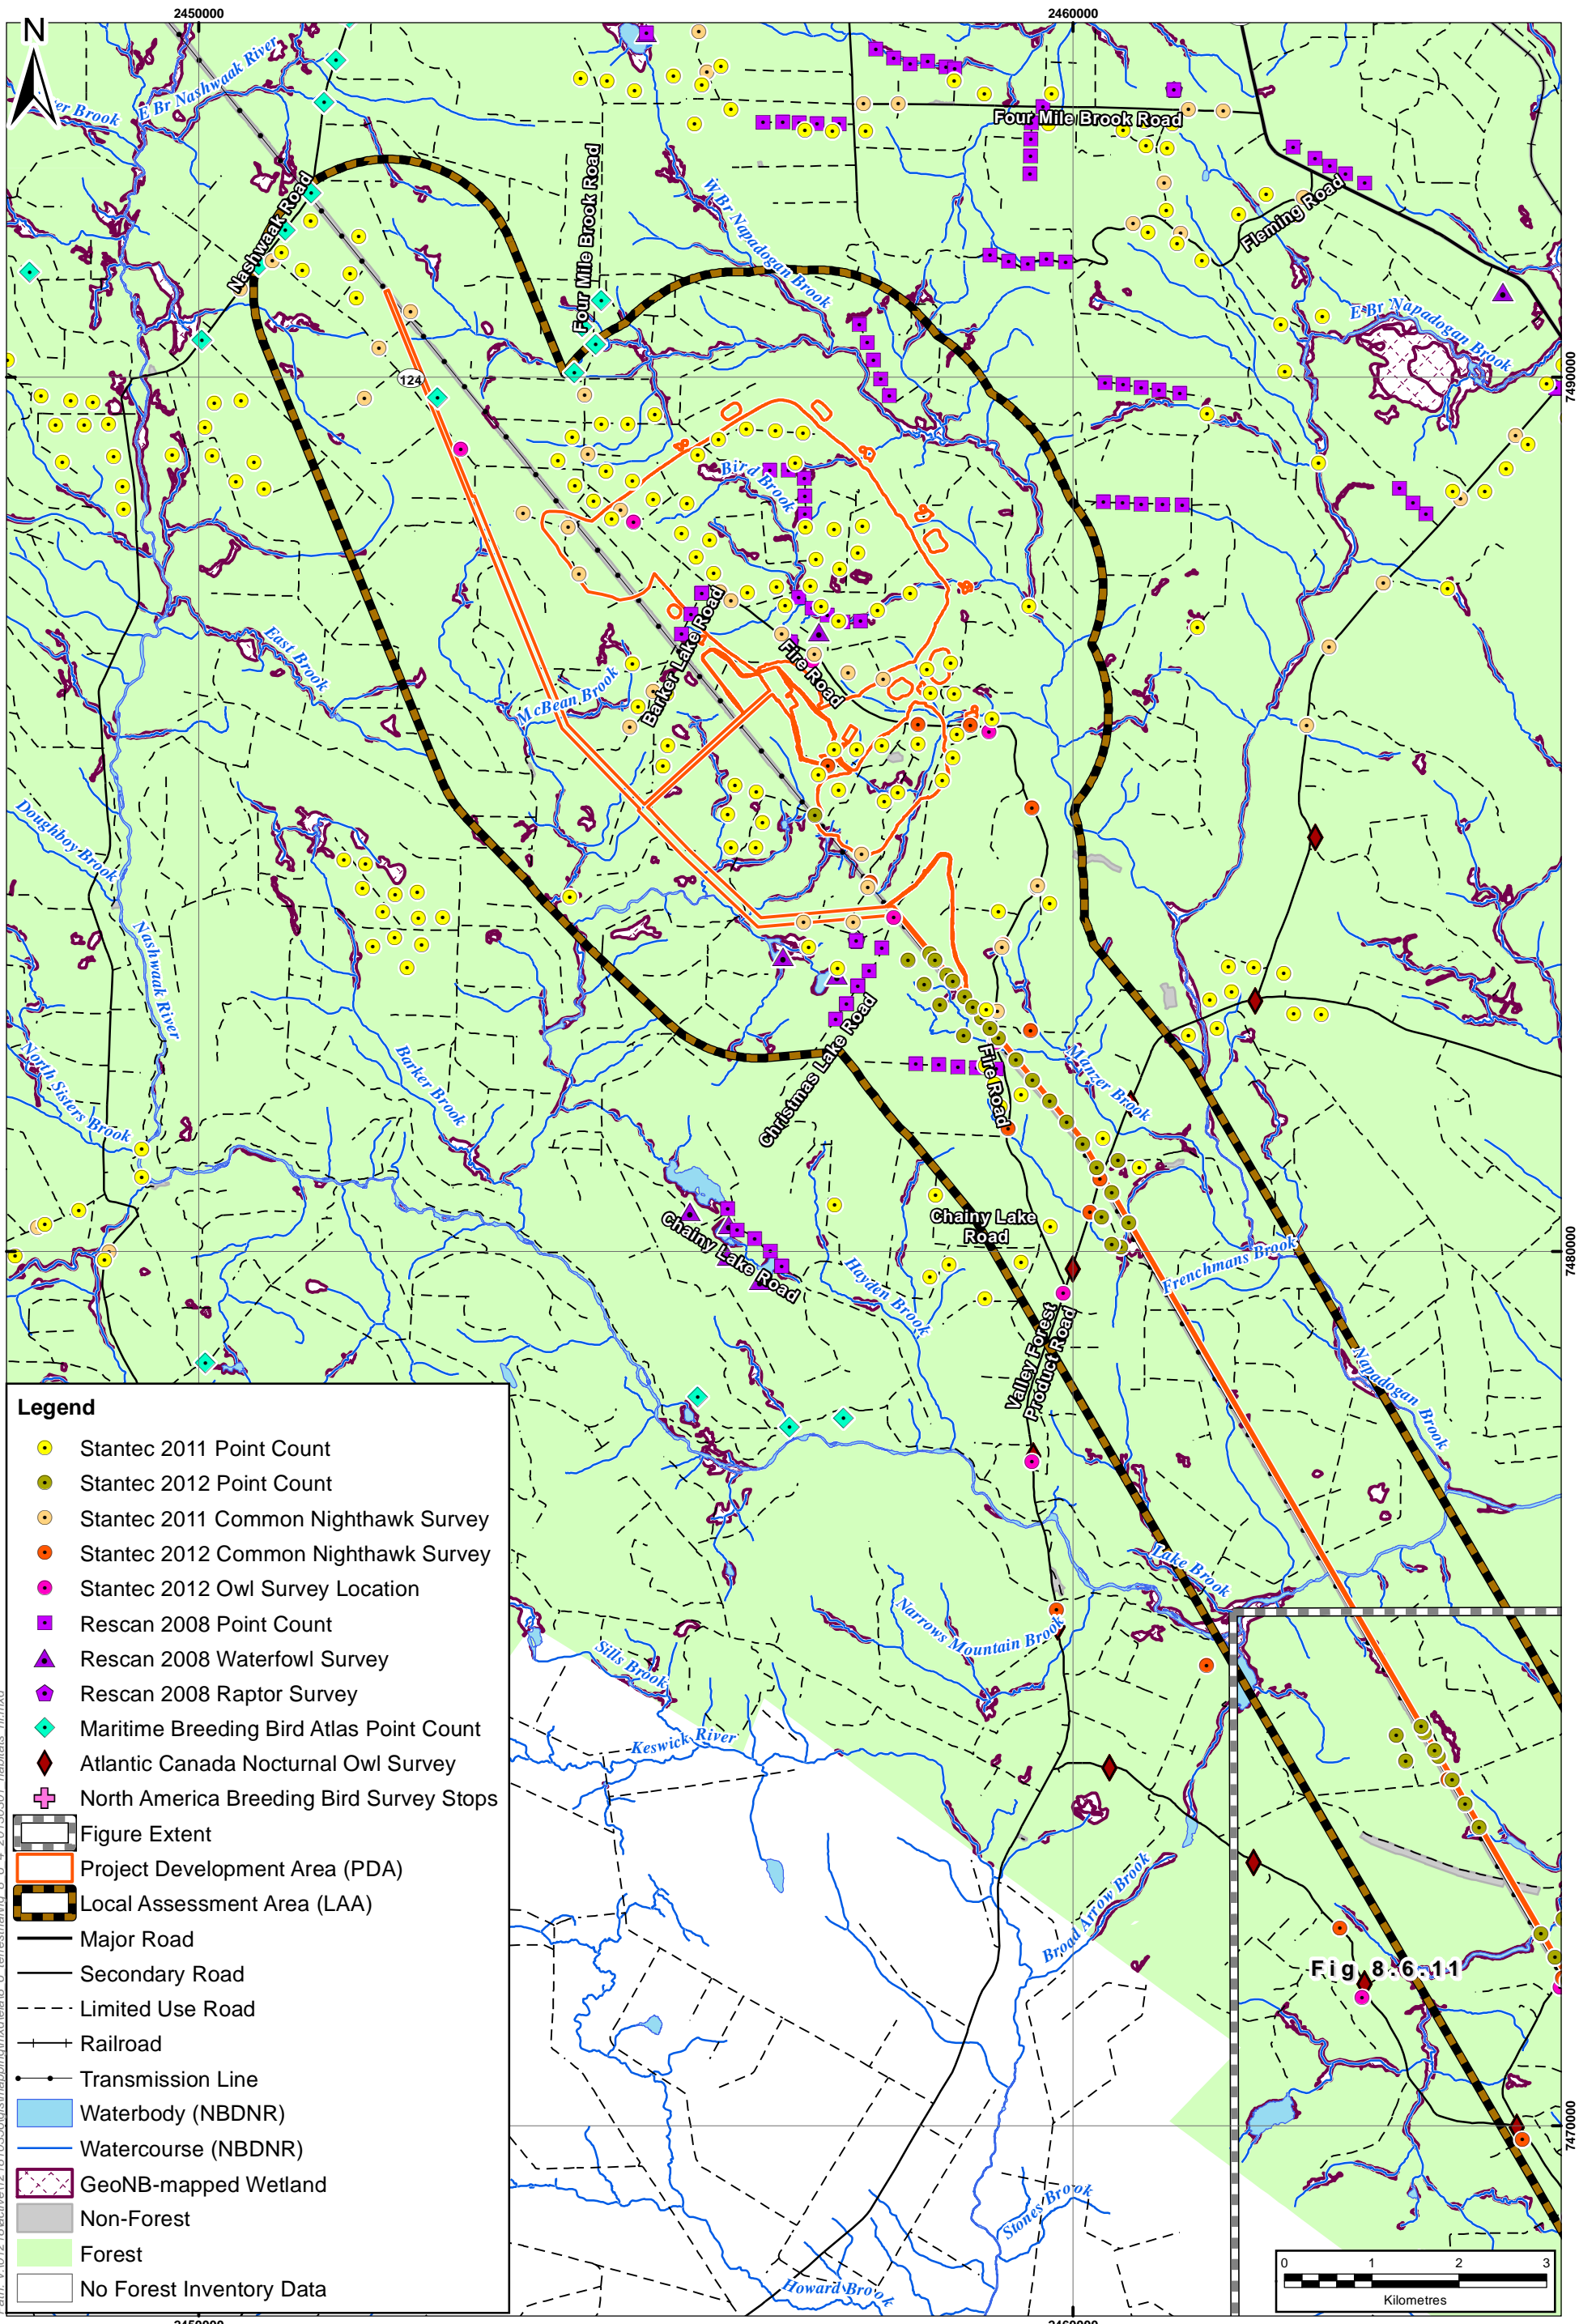 2450000
2460000
N
E Br Nashwaak River
er Brook
Four Mile Brook Road
Nashwaak Road
Four Mile Brook Road
W Br Napadogan Brook
Fleming Road
E Br Napadogan Brook
7490000
124
Bird Brook
East Brook
McBean Brook
Barker Lake Road
Fire Road
Doughboy Brook
Nashwaak River
North Sisters Brook
Barker Brook
Christmas Lake Road
Fire Road
Manzer Brook
Chainy Lake Road
Chainy Lake
Road
Hayden Brook
Frenchmans Brook
7480000
Valley Forest
Product Road
Napadogan Brook
Lake Brook
Narrows Mountain Brook
Sills Brook
Keswick River
Broad Arrow Brook
Fig 8.6.11
7470000
Stones Brook
Howard Brook
Legend
Stantec 2011 Point Count
Stantec 2012 Point Count
Stantec 2011 Common Nighthawk Survey
Stantec 2012 Common Nighthawk Survey
Stantec 2012 Owl Survey Location
Rescan 2008 Point Count
Rescan 2008 Waterfowl Survey
Rescan 2008 Raptor Survey
Maritime Breeding Bird Atlas Point Count
Atlantic Canada Nocturnal Owl Survey
North America Breeding Bird Survey Stops
Figure Extent
Project Development Area (PDA)
Local Assessment Area (LAA)
Major Road
Secondary Road
Limited Use Road
Railroad
Transmission Line
Waterbody (NBDNR)
Watercourse (NBDNR)
GeoNB-mapped Wetland
Non-Forest
Forest
No Forest Inventory Data
0 1 2 3
Kilometres
2450000
2460000